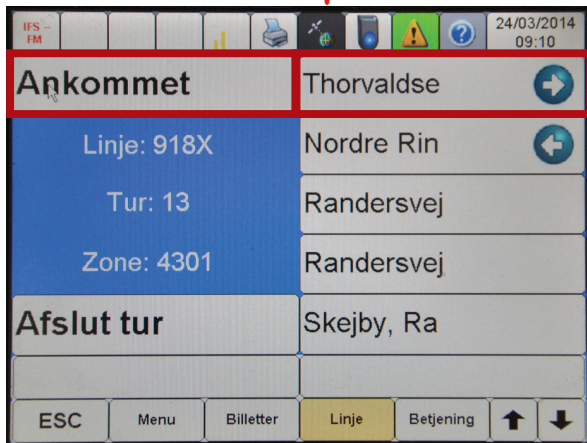 IFS –
FM
24/03/2014
09:10
Ankommet
Thorvaldse
Linje: 918X
Nordre Rin
Tur: 13
Randersvej
Zone: 4301
Randersvej
Afslut tur
Skejby, Ra
ESC
Menu
Billetter
Linje
Betjening